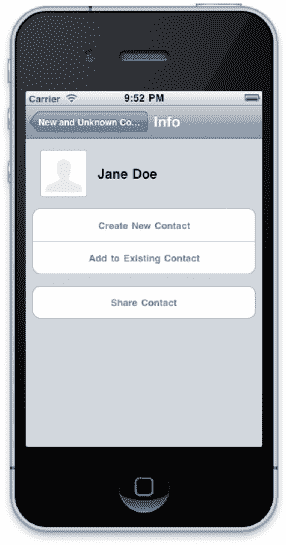 Carrier 9:52 PM
New and Unknown Co... Info
Jane Doe
Create New Contact
Add to Existing Contact
Share Contact